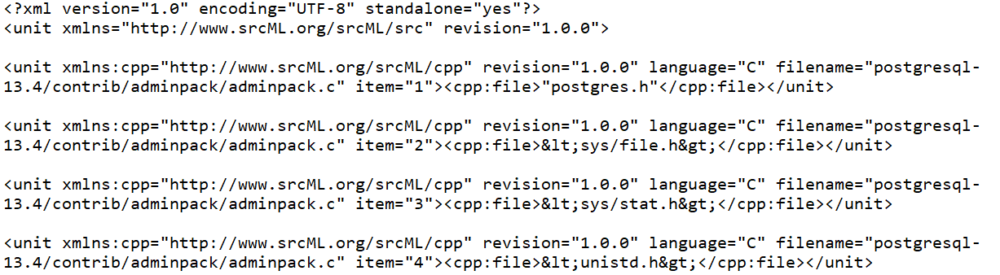 <?xml version="1.0" encoding="UTF-8" standalone="yes"?>
<unit xmlns="http://www.srcML.org/srcML/src" revision="1.0.0">
<unit xmlns:cpp="http://www.srcML.org/srcML/cpp" revision="1.0.0" language="C" filename="postgresql-
13.4/contrib/adminpack/adminpack.c" item="1"><cpp:file>"postgres.h"</cpp:file></unit>
<unit xmlns:cpp="http://www.srcML.org/srcML/cpp" revision="1.0.0" language="C" filename="postgresql-
13.4/contrib/adminpack/adminpack.c" item="2"><cpp:file>&lt;sys/file.h&gt;</cpp:file></unit>
<unit xmlns:cpp="http://www.srcML.org/srcML/cpp" revision="1.0.0" language="C" filename="postgresql-
13.4/contrib/adminpack/adminpack.c" item="3"><cpp:file>&lt;sys/stat.h&gt;</cpp:file></unit>
<unit xmlns:cpp="http://www.srcML.org/srcML/cpp" revision="1.0.0" language="C" filename="postgresql-
13.4/contrib/adminpack/adminpack.c" item="4"><cpp:file>&lt;unistd.h&gt;</cpp:file></unit>